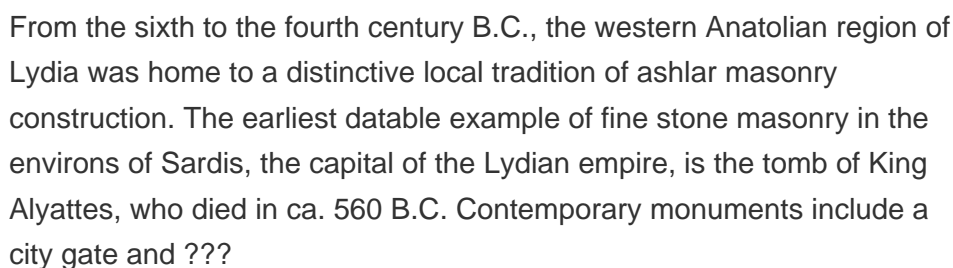 From the sixth to the fourth century B.C., the western Anatolian region of
Lydia was home to a distinctive local tradition of ashlar masonry
construction. The earliest datable example of fine stone masonry in the
environs of Sardis, the capital of the Lydian empire, is the tomb of King
Alyattes, who died in ca. 560 B.C. Contemporary monuments include a
city gate and ???